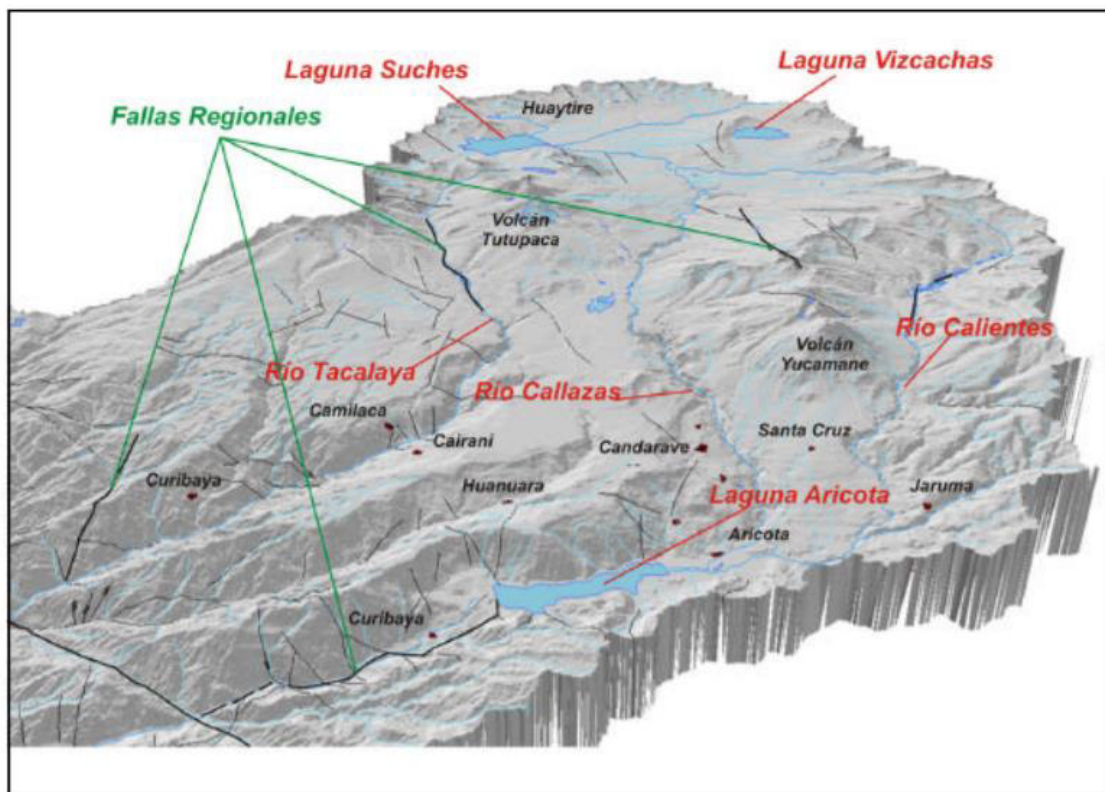 Laguna Suches
Laguna Vizcachas
Huaytire
Fallas Regionales
Volcán
Tutupaca
Río Calientes
Volcán
Yucamane
Río Tacalaya
Río Callazas
Camilaca
Cairani
Candarave
Santa Cruz
Curibaya
Huanuara
Laguna Aricota
Jaruma
Aricota
Curibaya